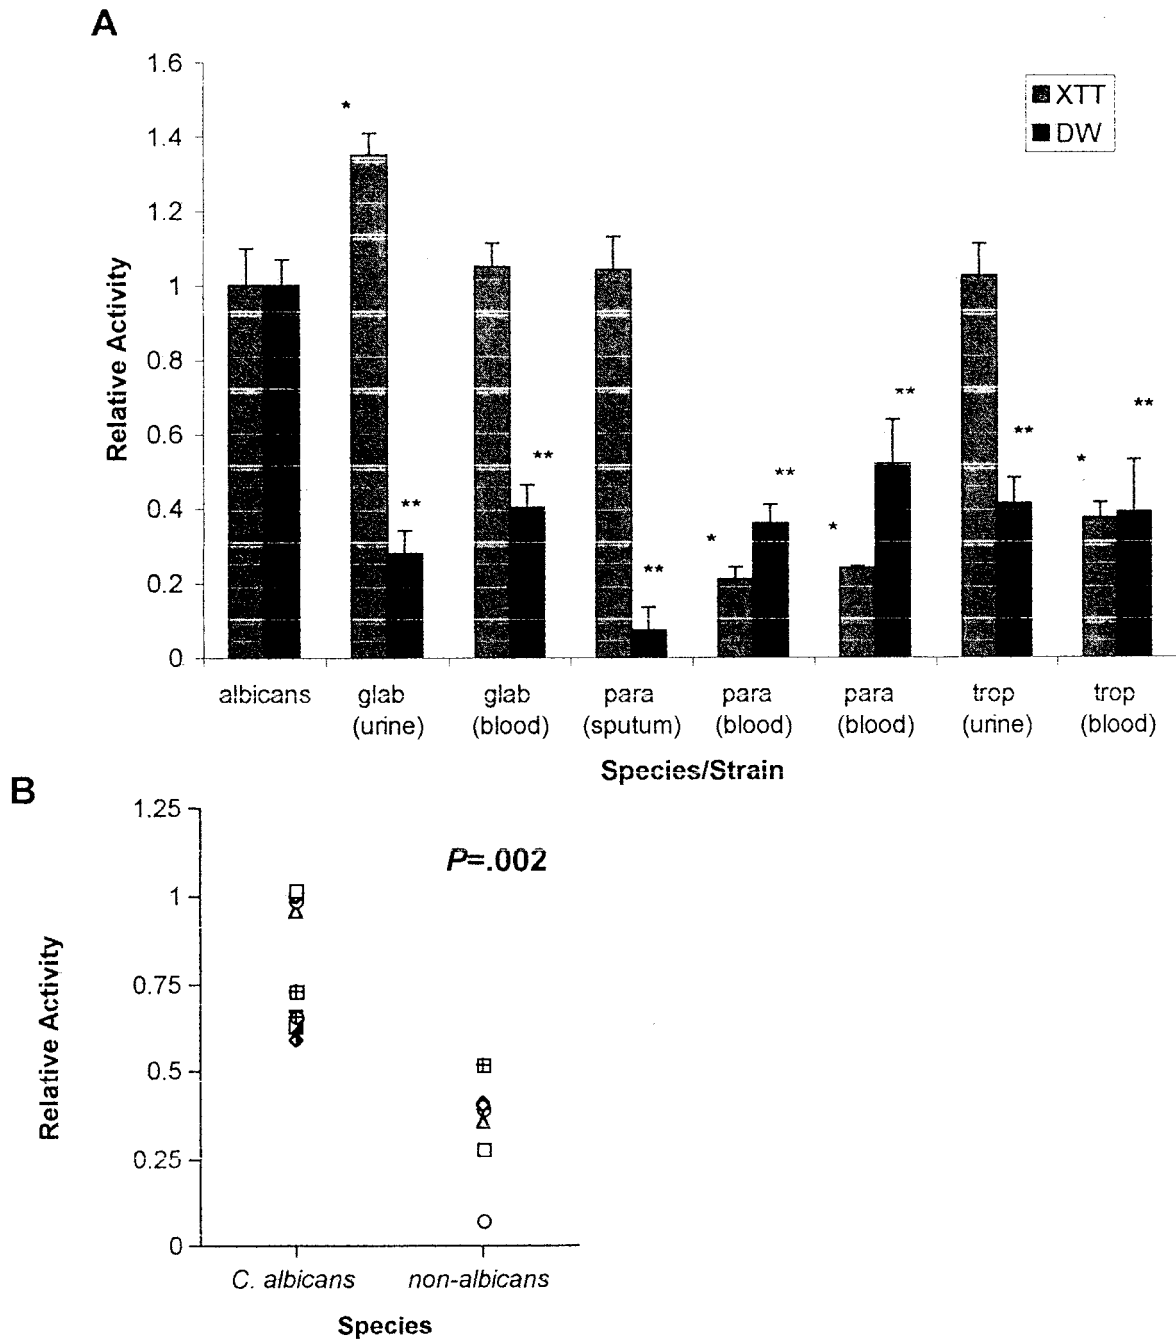 A
1.6
1.4
1.2
1
0.8
0.6
0.4
0.2
0
Relative Activity
XTT
DW
*
**
**
**
*
**
*
**
**
*
**
albicans
glab (urine)
glab (blood)
para (sputum)
para (blood)
para (blood)
trop (urine)
trop (blood)
Species/Strain
B
1.25
1
0.75
0.5
0.25
0
Relative Activity
P=.002
C. albicans
non-albicans
Species